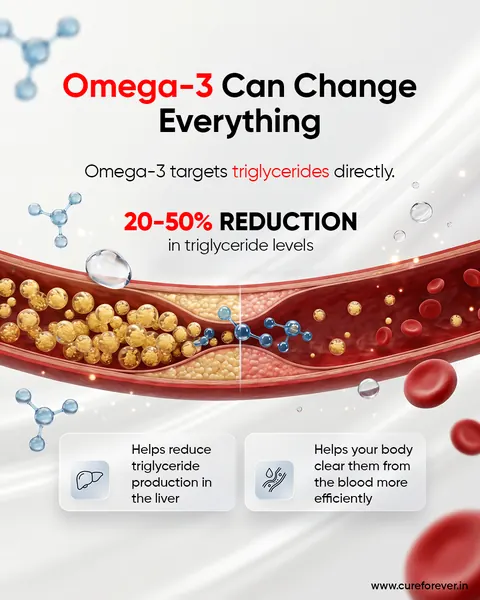 Omega-3 Can Change
Everything
Omega-3 targets triglycerides directly.
20-50% REDUCTION
in triglyceride levels
Helps reduce
triglyceride
production in
the liver
Helps your body
clear them from
the blood more
efficiently
www.cureforever.in